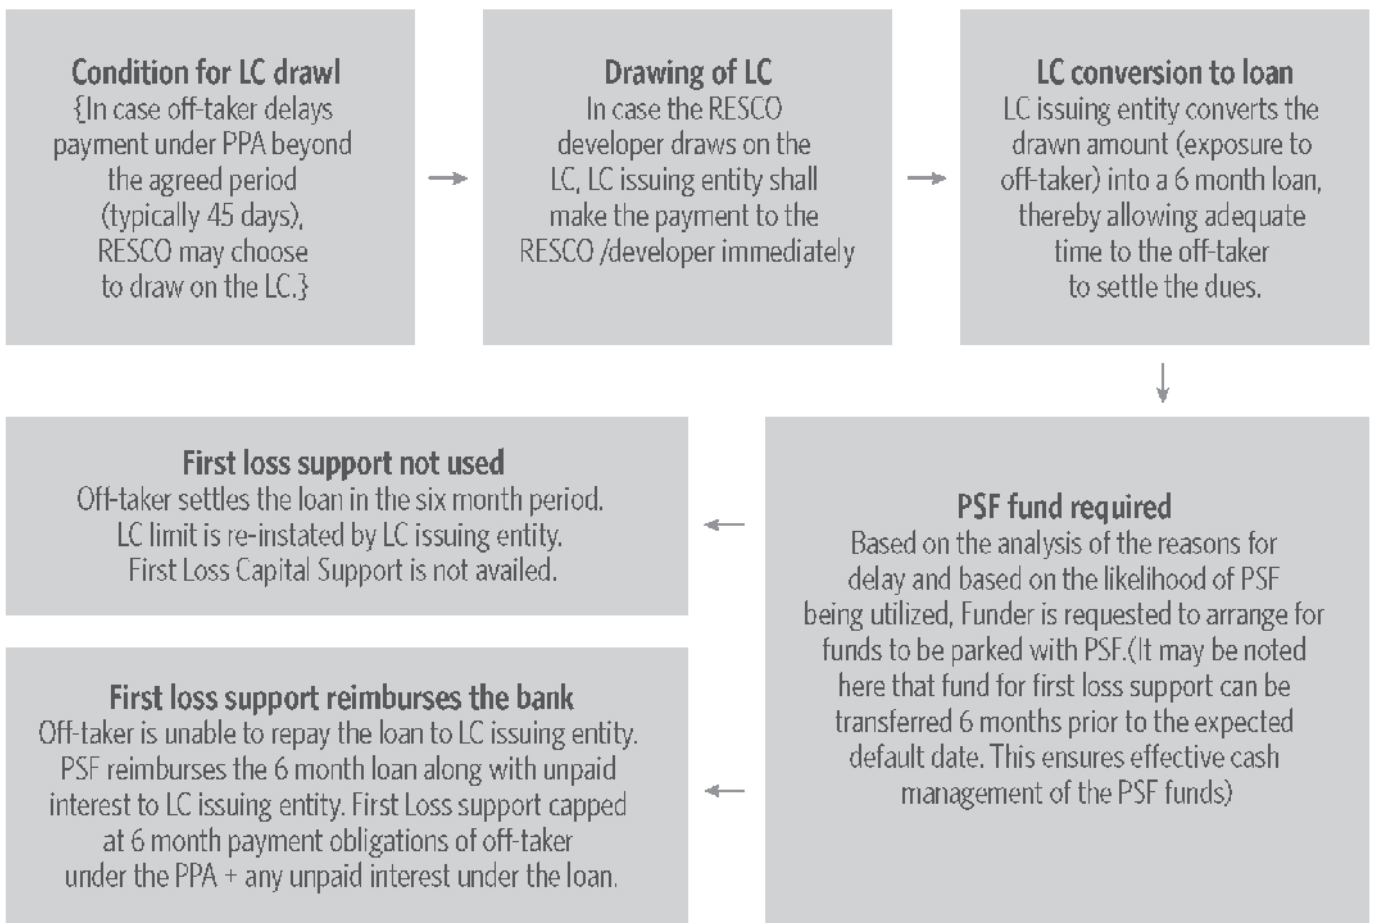 Condition for LC drawl
{In case off-taker delays
payment under PPA beyond
the agreed period
(typically 45 days),
RESCO may choose
to draw on the LC.}
Drawing of LC
In case the RESCO
developer draws on the
LC, LC issuing entity shall
make the payment to the
RESCO /developer immediately
LC conversion to loan
LC issuing entity converts the
drawn amount (exposure to
off-taker) into a 6 month loan,
thereby allowing adequate
time to the off-taker
to settle the dues.
PSF fund required
Based on the analysis of the reasons for
delay and based on the likelihood of PSF
being utilized, Funder is requested to arrange for
funds to be parked with PSF.(It may be noted
here that fund for first loss support can be
transferred 6 months prior to the expected
default date. This ensures effective cash
management of the PSF funds)
First loss support not used
Off-taker settles the loan in the six month period.
LC limit is re-instated by LC issuing entity.
First Loss Capital Support is not availed.
First loss support reimburses the bank
Off-taker is unable to repay the loan to LC issuing entity.
PSF reimburses the 6 month loan along with unpaid
interest to LC issuing entity. First Loss support capped
at 6 month payment obligations of off-taker
under the PPA + any unpaid interest under the loan.